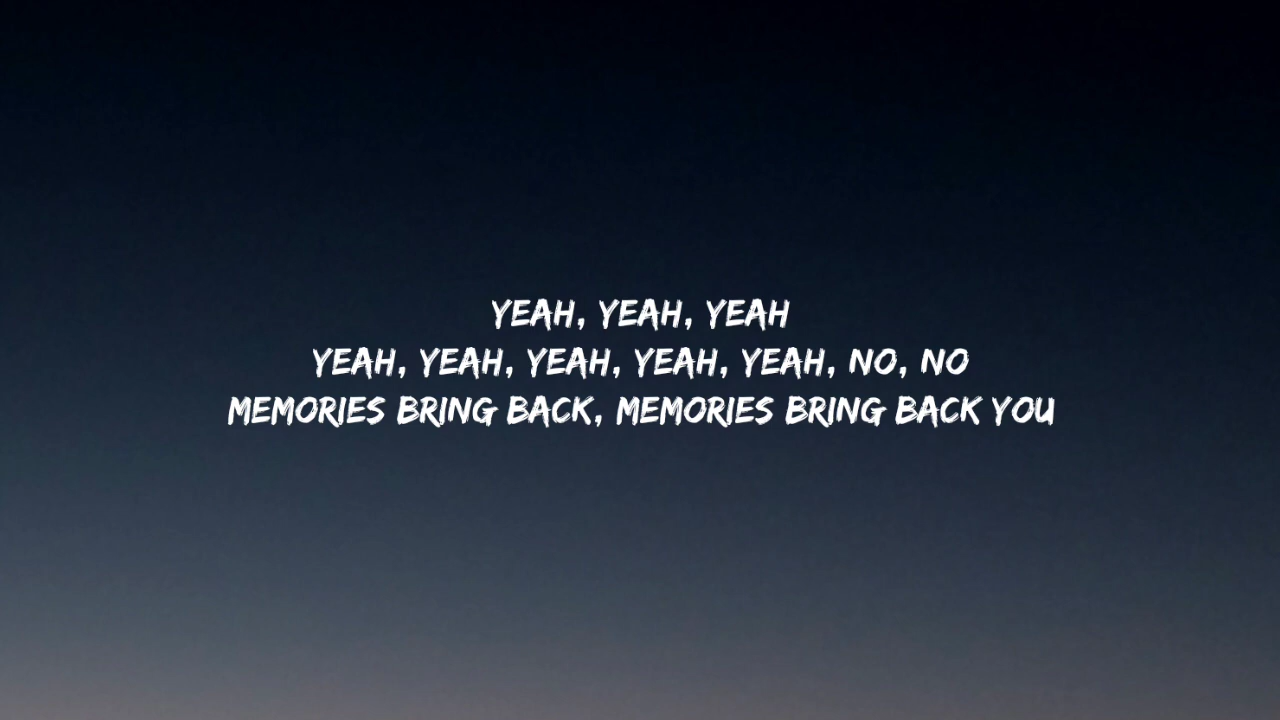 YEAH, YEAH, YEAH
YEAH, YEAH, YEAH, YEAH, YEAH, NO, NO
MEMORIES BRING BACK, MEMORIES BRING BACK YOU